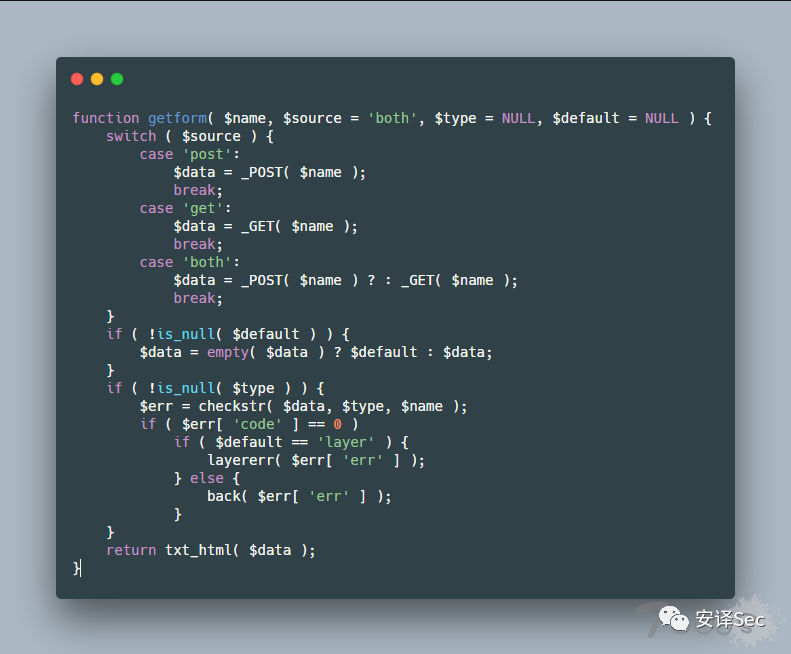 function getform( $name, $source = 'both', $type = NULL, $default = NULL ) {
    switch ( $source ) {
        case 'post':
            $data = _POST( $name );
            break;
        case 'get':
            $data = _GET( $name );
            break;
        case 'both':
            $data = _POST( $name ) ? : _GET( $name );
            break;
    }
    if ( !is_null( $default ) ) {
        $data = empty( $data ) ? $default : $data;
    }
    if ( !is_null( $type ) ) {
        $err = checkstr( $data, $type, $name );
        if ( $err[ 'code' ] == 0 )
            if ( $default == 'layer' ) {
                layererr( $err[ 'err' ] );
            } else {
                back( $err[ 'err' ] );
            }
    }
    return txt_html( $data );
}
安译Sec